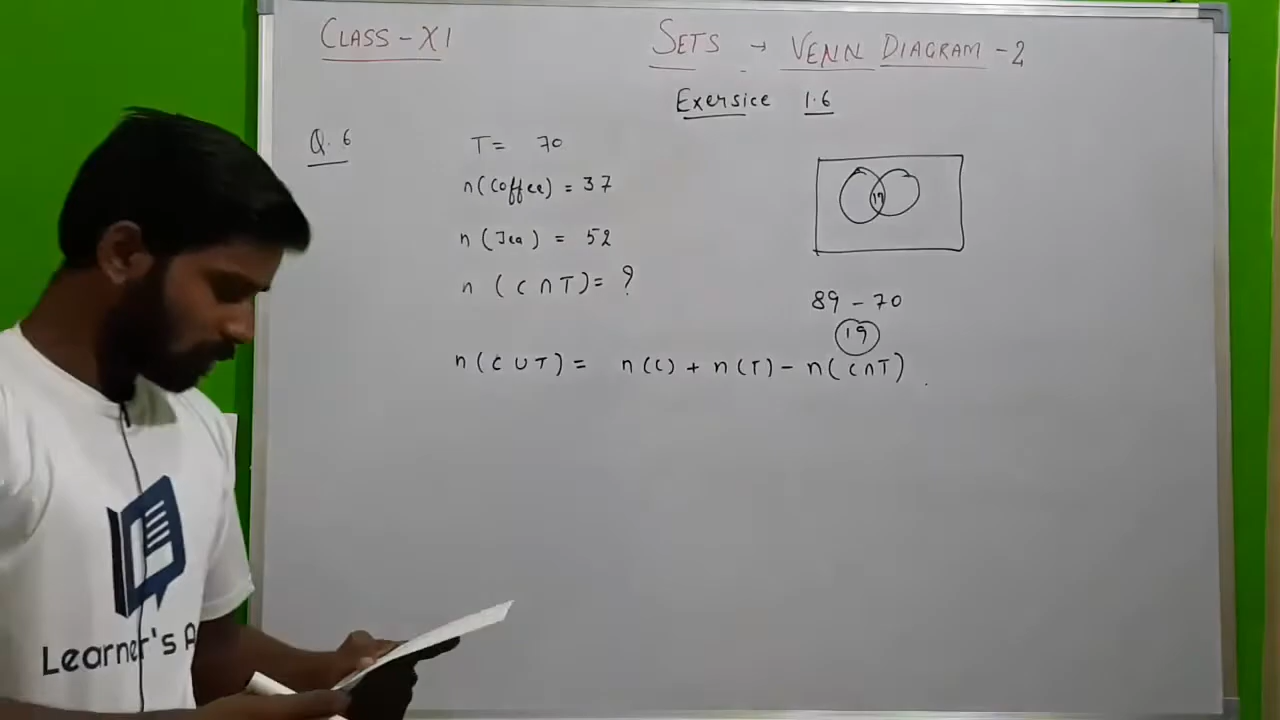 CLASS - XI
SETS → VENN DIAGRAM - 2
Exersice 1.6
Q. 6
T = 70
n(Coffee) = 37
n (Tea) = 52
n ( C ∩ T) = ?
89 - 70
19
n ( C ∪ T) = n(C) + n(T) - n( C∩T) .
Learner's A